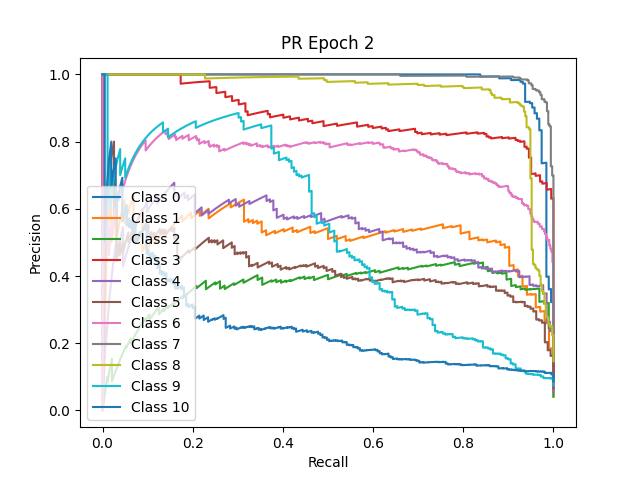 PR Epoch 2
Precision
1.0
0.8
0.6
0.4
0.2
0.0
Class 0
Class 1
Class 2
Class 3
Class 4
Class 5
Class 6
Class 7
Class 8
Class 9
Class 10
0.0 0.2 0.4 0.6 0.8 1.0
Recall